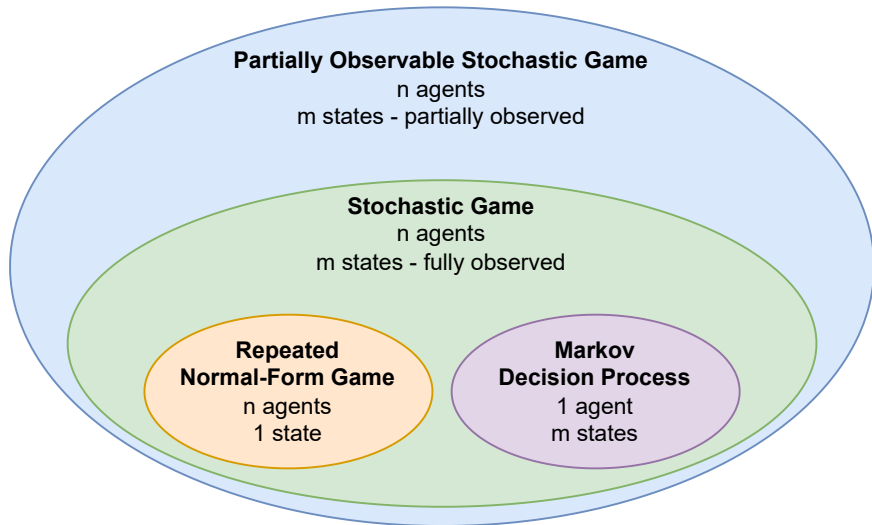 Partially Observable Stochastic Game
n agents
m states - partially observed
Stochastic Game
n agents
m states - fully observed
Repeated
Normal-Form Game
n agents
1 state
Markov
Decision Process
1 agent
m states